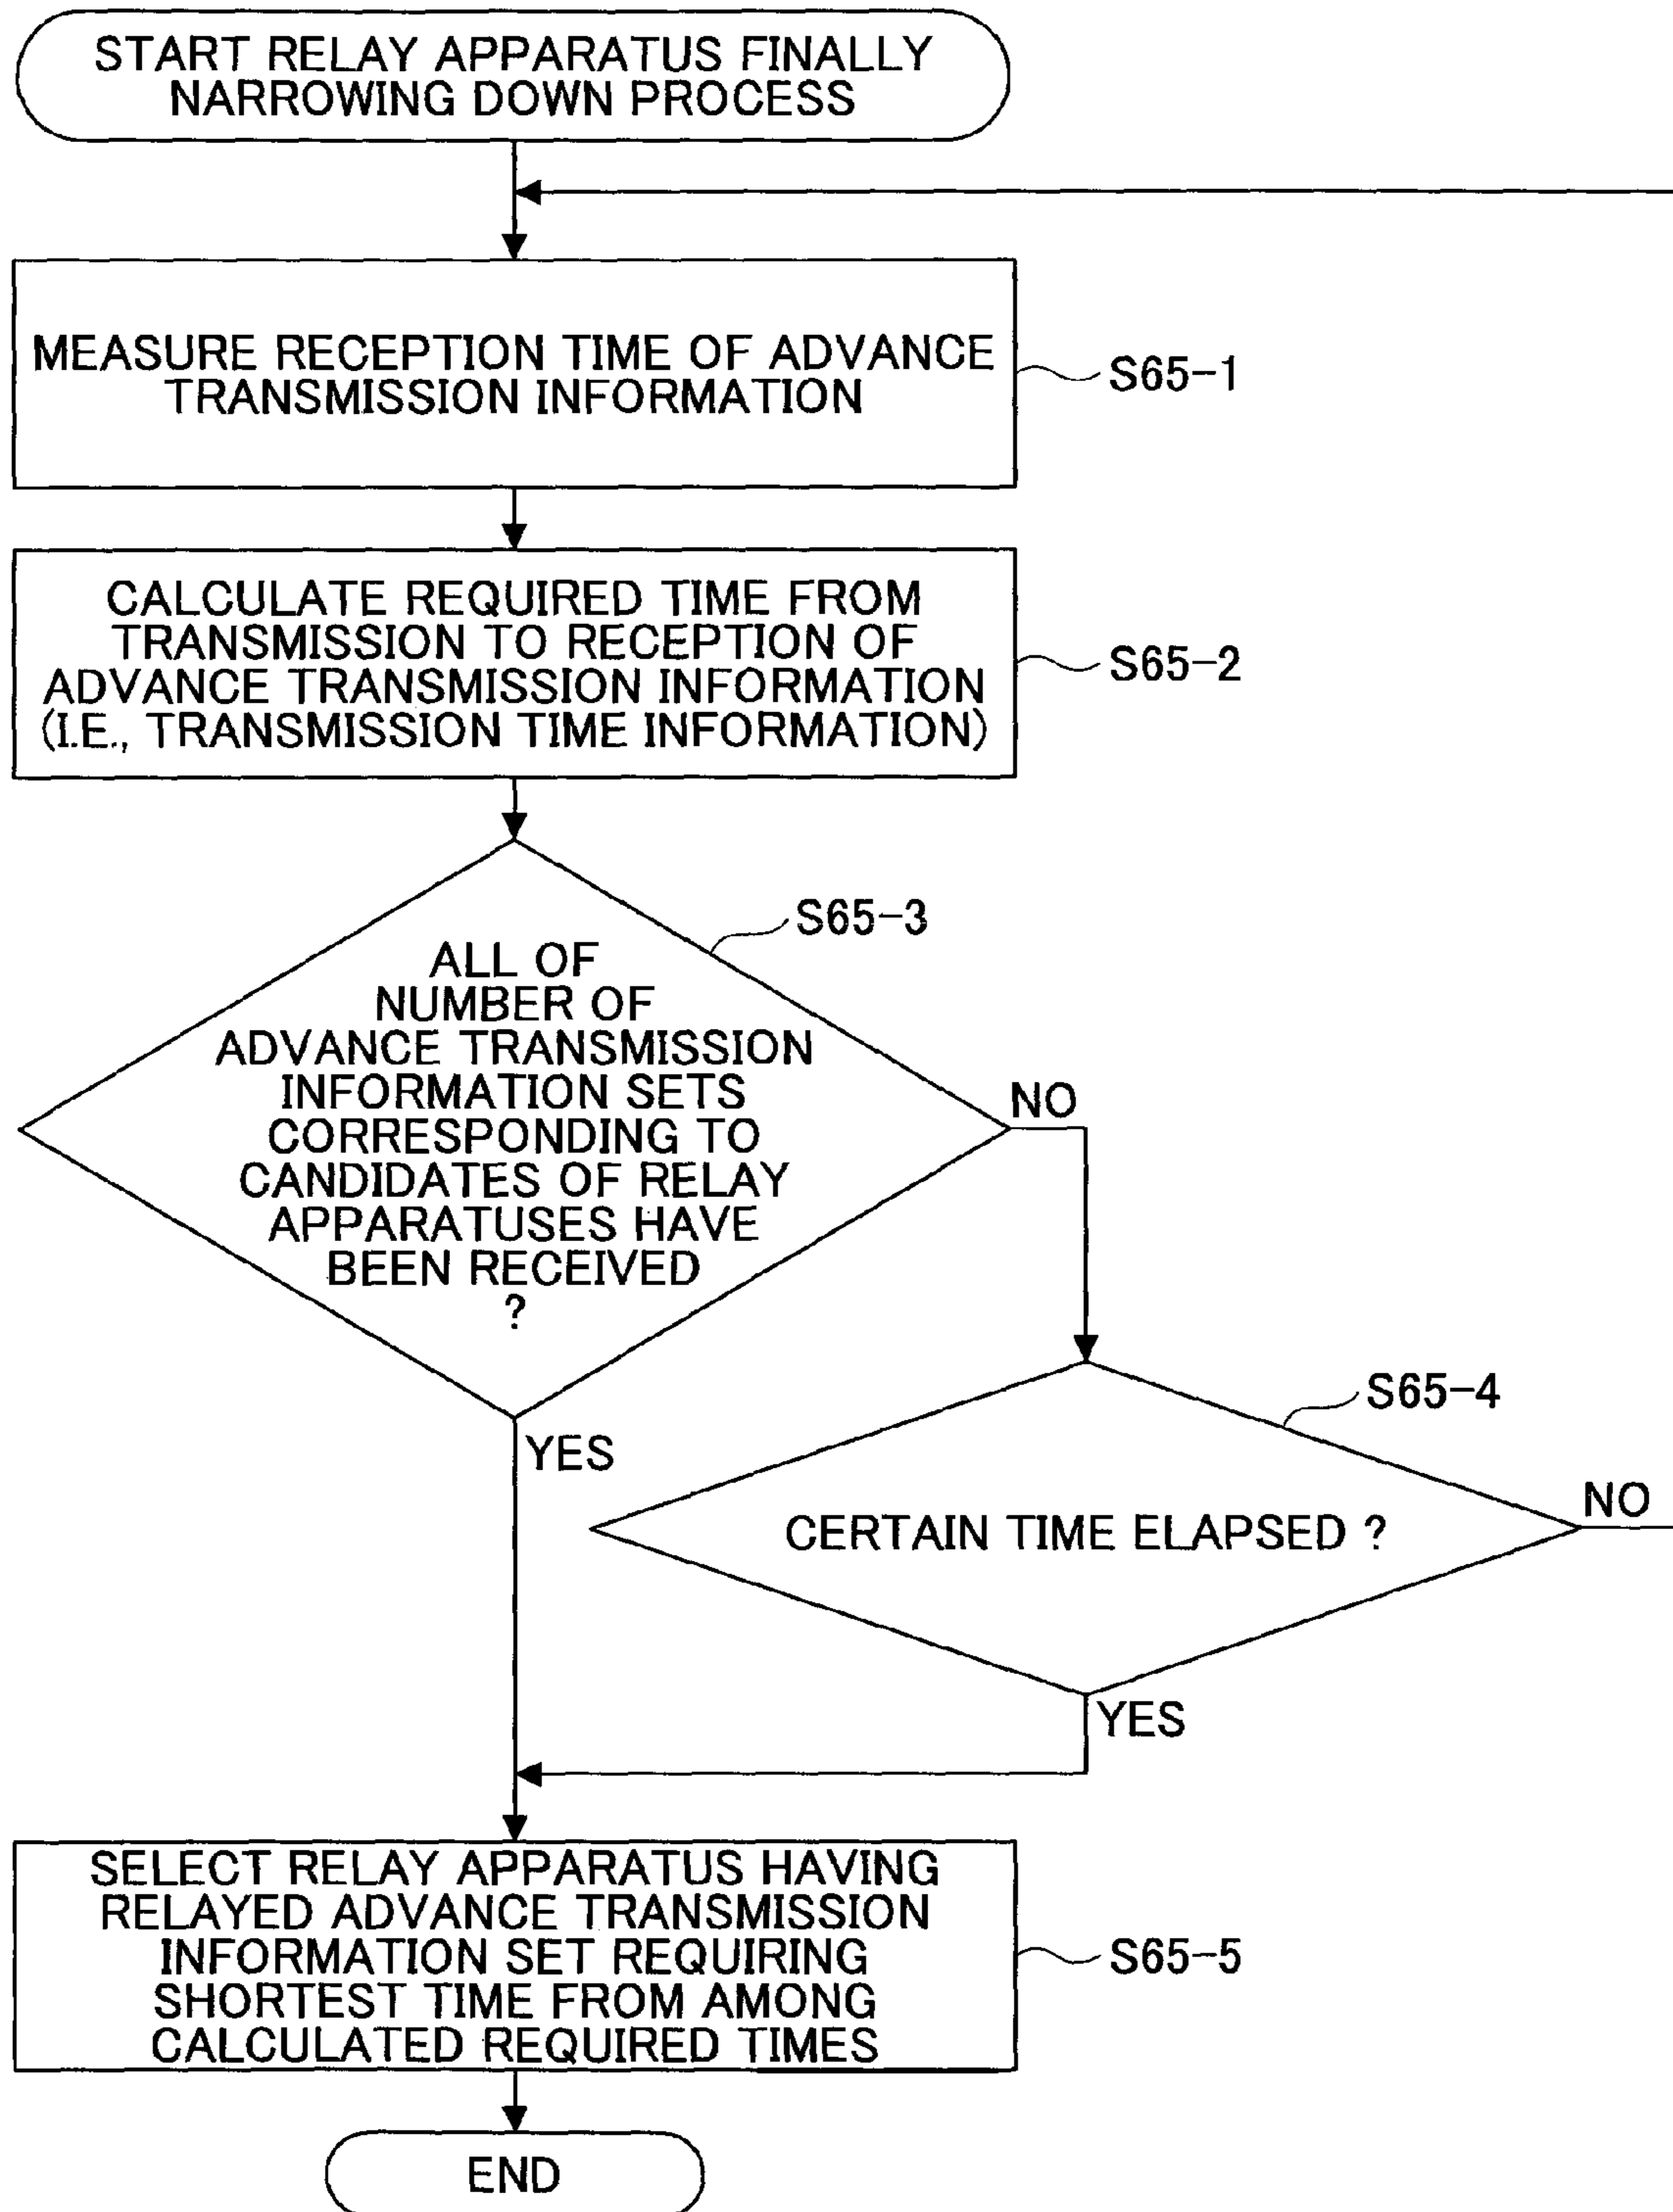 START RELAY APPARATUS FINALLY
NARROWING DOWN PROCESS
MEASURE RECEPTION TIME OF ADVANCE
TRANSMISSION INFORMATION
S65-1
CALCULATE REQUIRED TIME FROM
TRANSMISSION TO RECEPTION OF
ADVANCE TRANSMISSION INFORMATION
(I.E., TRANSMISSION TIME INFORMATION)
S65-2
S65-3
ALL OF
NUMBER OF
ADVANCE TRANSMISSION
INFORMATION SETS
CORRESPONDING TO
CANDIDATES OF RELAY
APPARATUSES HAVE
BEEN RECEIVED
?
NO
YES
S65-4
CERTAIN TIME ELAPSED ?
NO
YES
SELECT RELAY APPARATUS HAVING
RELAYED ADVANCE TRANSMISSION
INFORMATION SET REQUIRING
SHORTEST TIME FROM AMONG
CALCULATED REQUIRED TIMES
S65-5
END